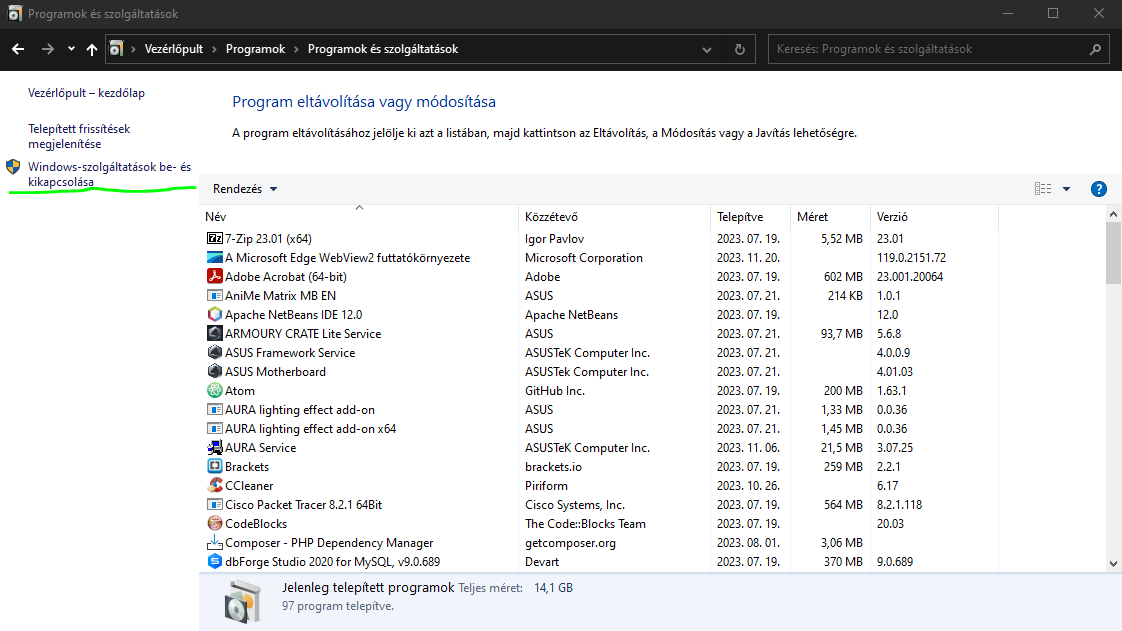 Programok és szolgáltatások
Vezérlőpult > Programok > Programok és szolgáltatások
Keresés: Programok és szolgáltatások
Vezérlőpult – kezdőlap
Telepített frissítések
megjelenítése
Windows-szolgáltatások be- és
kikapcsolása
Program eltávolítása vagy módosítása
A program eltávolításához jelölje ki azt a listában, majd kattintson az Eltávolítás, a Módosítás vagy a Javítás lehetőségre.
Rendezés
Név Közzétevő Telepítve Méret Verzió
7-Zip 23.01 (x64) Igor Pavlov 2023. 07. 19. 5,52 MB 23.01
A Microsoft Edge WebView2 futtatókörnyezete Microsoft Corporation 2023. 11. 20. 119.0.2151.72
Adobe Acrobat (64-bit) Adobe 2023. 07. 19. 602 MB 23.001.20064
AniMe Matrix MB EN ASUS 2023. 07. 21. 214 KB 1.0.1
Apache NetBeans IDE 12.0 Apache NetBeans 2023. 07. 19. 12.0
ARMOURY CRATE Lite Service ASUS 2023. 07. 21. 93,7 MB 5.6.8
ASUS Framework Service ASUSTeK Computer Inc. 2023. 07. 21. 4.0.0.9
ASUS Motherboard ASUSTek Computer Inc. 2023. 07. 21. 4.01.03
Atom GitHub Inc. 2023. 07. 19. 200 MB 1.63.1
AURA lighting effect add-on ASUS 2023. 07. 21. 1,33 MB 0.0.36
AURA lighting effect add-on x64 ASUS 2023. 07. 21. 1,45 MB 0.0.36
AURA Service ASUSTeK Computer Inc. 2023. 11. 06. 21,5 MB 3.07.25
Brackets brackets.io 2023. 07. 19. 259 MB 2.2.1
CCleaner Piriform 2023. 10. 26. 6.17
Cisco Packet Tracer 8.2.1 64Bit Cisco Systems, Inc. 2023. 07. 19. 564 MB 8.2.1.118
CodeBlocks The Code::Blocks Team 2023. 07. 19. 20.03
Composer - PHP Dependency Manager getcomposer.org 2023. 08. 01. 3,06 MB
dbForge Studio 2020 for MySQL, v9.0.689 Devart 2023. 07. 19. 370 MB 9.0.689
Jelenleg telepített programok Teljes méret: 14,1 GB
97 program telepítve.